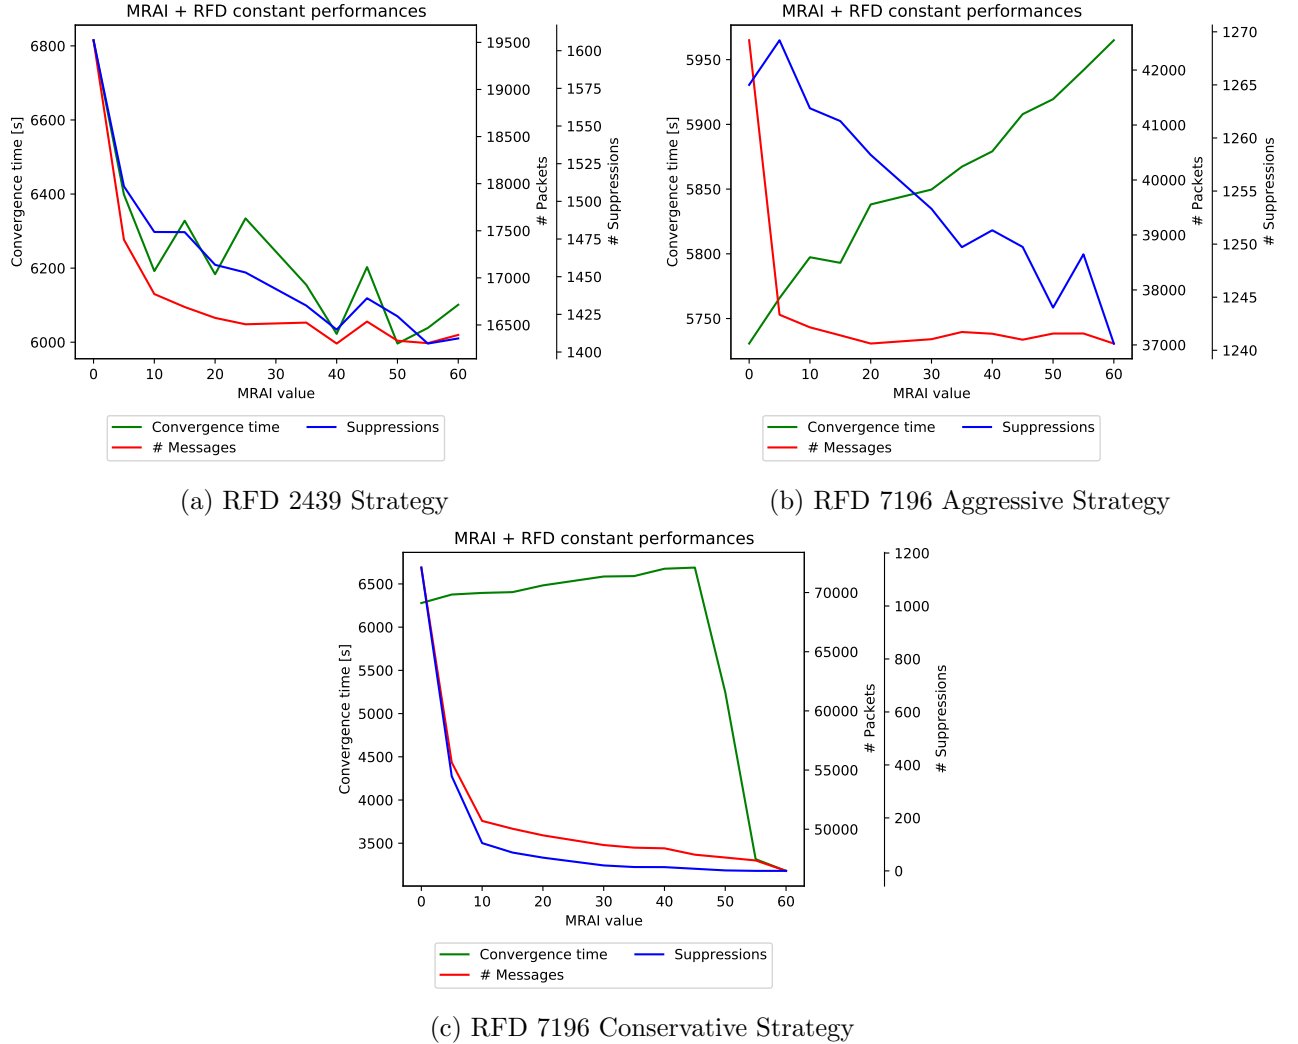 MRAI + RFD constant performances
Convergence time [s]
6800
6600
6400
6200
6000
19500
19000
18500
18000
17500
17000
16500
# Packets
1600
1575
1550
1525
1500
1475
1450
1425
1400
# Suppressions
0 10 20 30 40 50 60
MRAI value
Convergence time Suppressions
# Messages
(a) RFD 2439 Strategy
MRAI + RFD constant performances
Convergence time [s]
5950
5900
5850
5800
5750
42000
41000
40000
39000
38000
37000
# Packets
1270
1265
1260
1255
1250
1245
1240
# Suppressions
0 10 20 30 40 50 60
MRAI value
Convergence time Suppressions
# Messages
(b) RFD 7196 Aggressive Strategy
MRAI + RFD constant performances
Convergence time [s]
6500
6000
5500
5000
4500
4000
3500
70000
65000
60000
55000
50000
# Packets
1200
1000
800
600
400
200
0
# Suppressions
0 10 20 30 40 50 60
MRAI value
Convergence time Suppressions
# Messages
(c) RFD 7196 Conservative Strategy